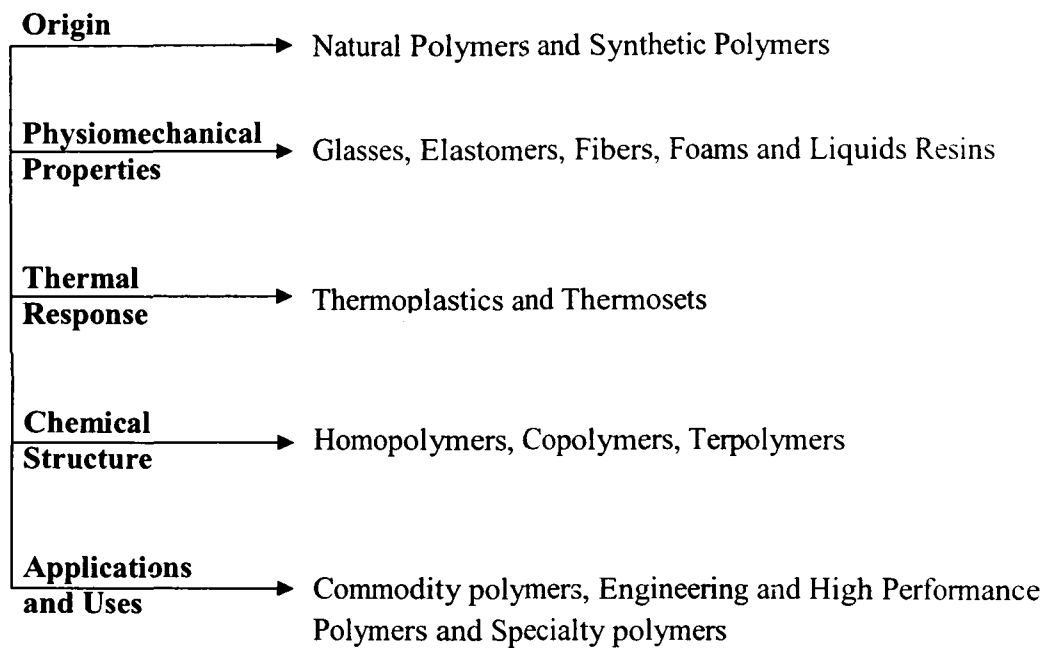 Origin
Natural Polymers and Synthetic Polymers
Physiomechanical
Properties
Glasses, Elastomers, Fibers, Foams and Liquids Resins
Thermal
Response
Thermoplastics and Thermosets
Chemical
Structure
Homopolymers, Copolymers, Terpolymers
Applications
and Uses
Commodity polymers, Engineering and High Performance
Polymers and Specialty polymers